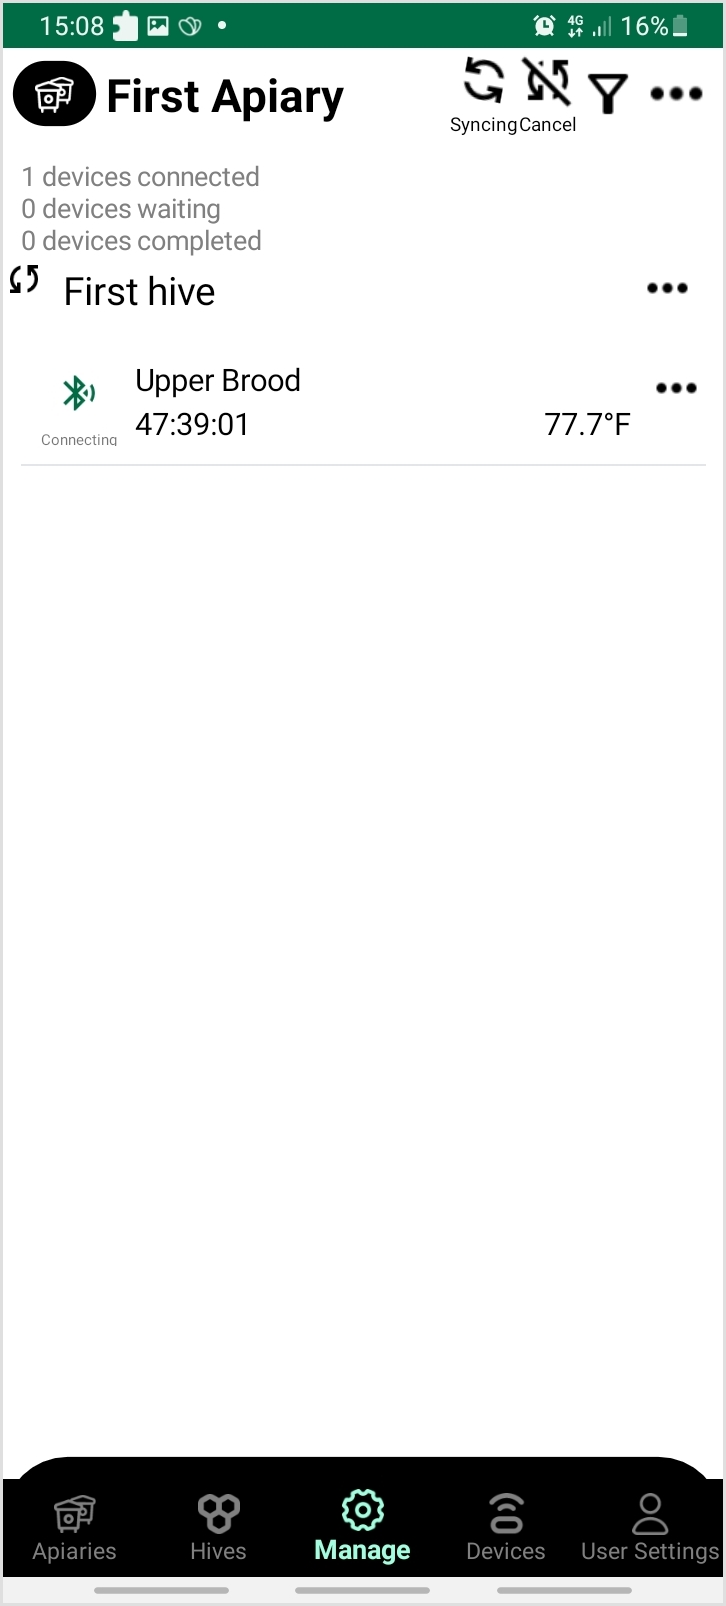 15:08 4G 16%
First Apiary
Syncing Cancel
1 devices connected
0 devices waiting
0 devices completed
First hive
Upper Brood
47:39:01 77.7°F
Connecting
Apiaries Hives Manage Devices User Settings